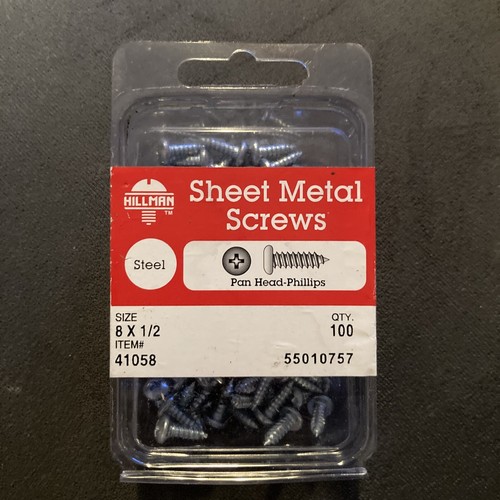 HILLMAN
TM
Sheet Metal
Screws
Steel
Pan Head-Phillips
SIZE
QTY.
8 X 1/2
100
ITEM#
41058
55010757